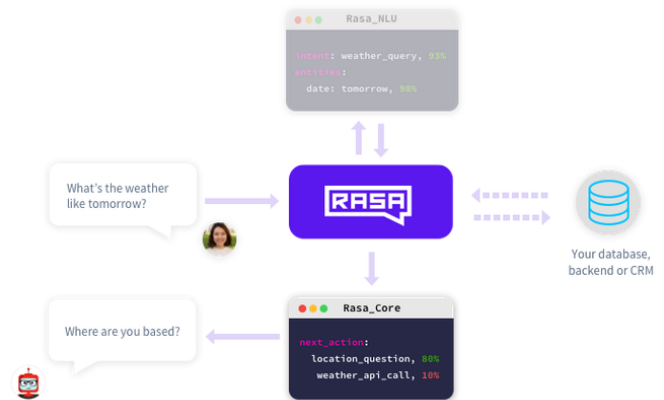 Rasa_NLU
intent: weather_query, 93%
entities:
date: tomorrow, 98%
What's the weather
like tomorrow?
RASA
Your database,
backend or CRM
Where are you based?
Rasa_Core
next_action:
location_question, 80%
weather_api_call, 10%